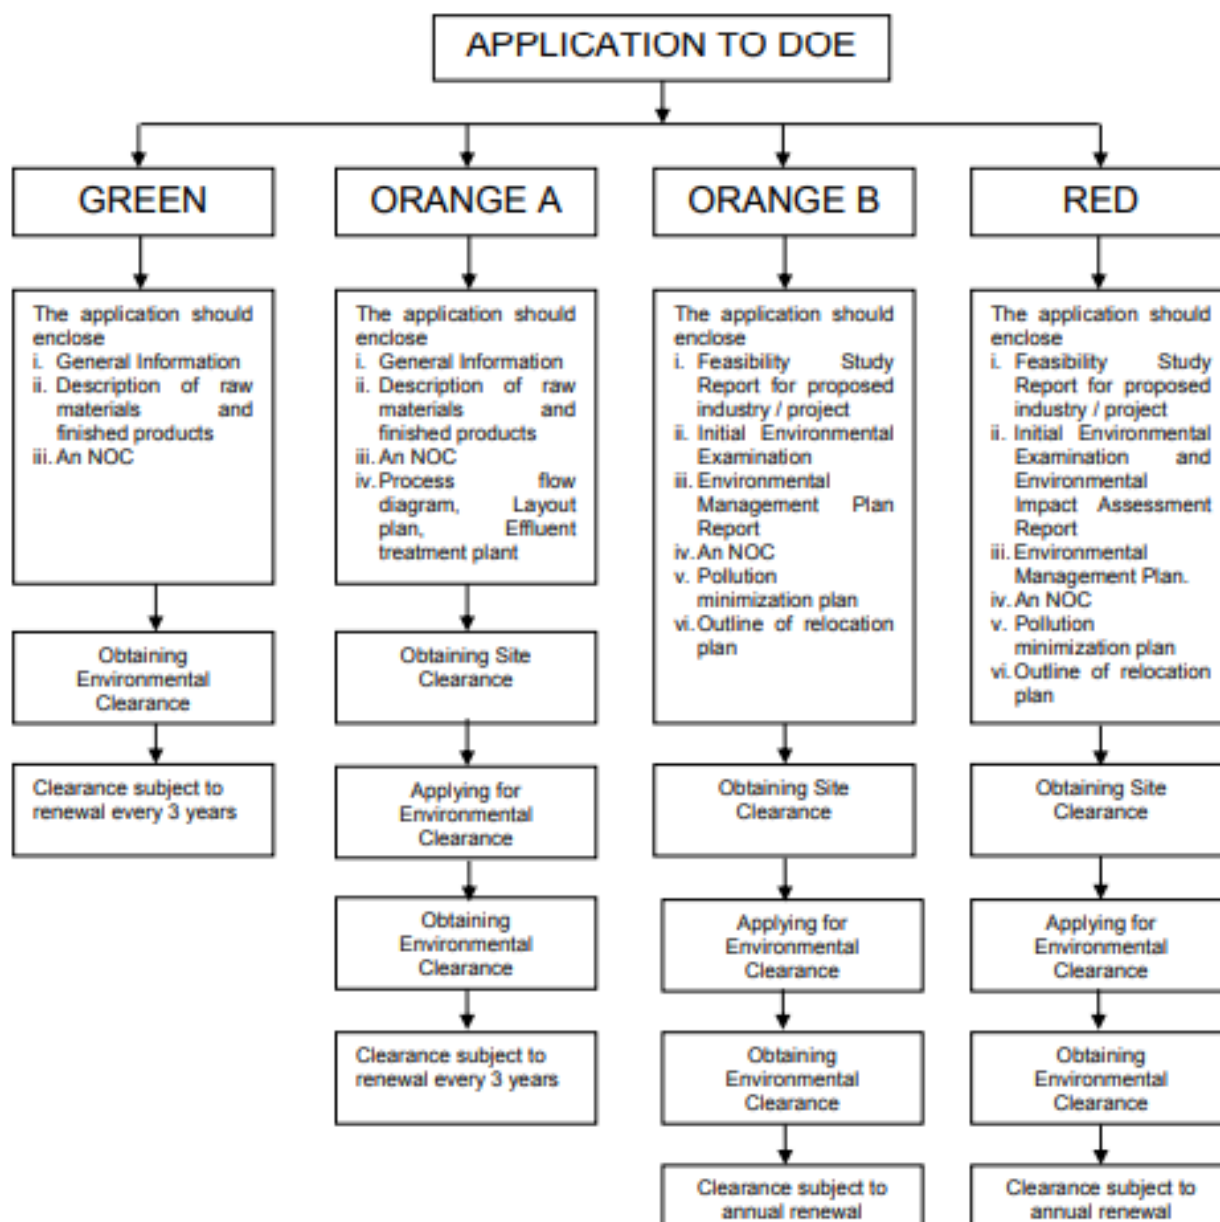 APPLICATION TO DOE
GREEN
ORANGE A
ORANGE B
RED
The application should
enclose
i. General Information
ii. Description of raw
materials and
finished products
iii. An NOC
The application should
enclose
i. General Information
ii. Description of raw
materials and
finished products
iii. An NOC
iv. Process flow
diagram, Layout
plan, Effluent
treatment plant
The application should
enclose
i. Feasibility Study
Report for proposed
industry / project
ii. Initial Environmental
Examination
iii. Environmental
Management Plan
Report
iv. An NOC
v. Pollution
minimization plan
vi. Outline of relocation
plan
The application should
enclose
i. Feasibility Study
Report for proposed
industry / project
ii. Initial Environmental
Examination and
Environmental
Impact Assessment
Report
iii. Environmental
Management Plan.
iv. An NOC
v. Pollution
minimization plan
vi. Outline of relocation
plan
Obtaining
Environmental
Clearance
Obtaining Site
Clearance
Clearance subject to
renewal every 3 years
Applying for
Environmental
Clearance
Obtaining Site
Clearance
Obtaining Site
Clearance
Obtaining
Environmental
Clearance
Applying for
Environmental
Clearance
Applying for
Environmental
Clearance
Clearance subject to
renewal every 3 years
Obtaining
Environmental
Clearance
Obtaining
Environmental
Clearance
Clearance subject to
annual renewal
Clearance subject to
annual renewal